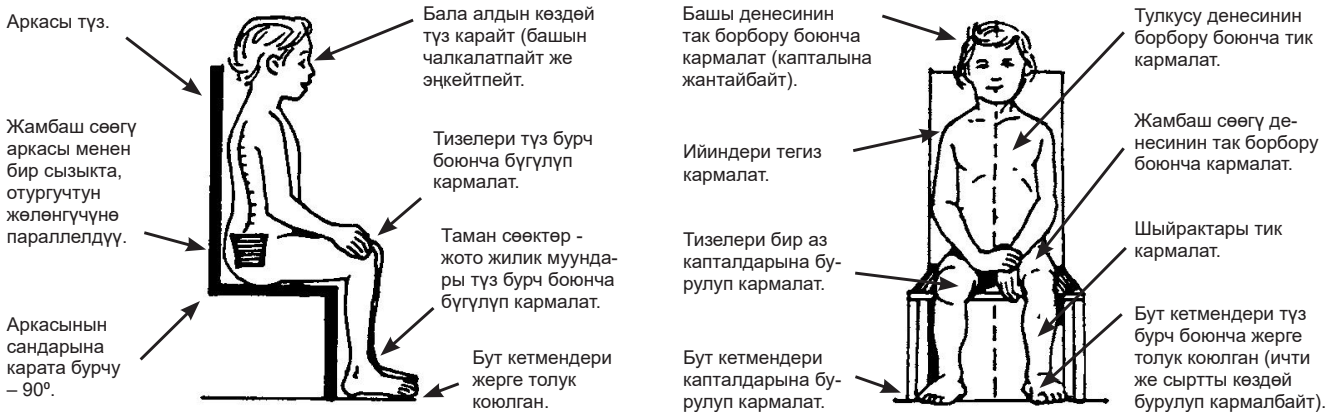 Аркасы түз.
Жамбаш сөөгү
аркасы менен
бир сызыкта,
отургучтун
жөлөнгүчүнө
параллелдүү.
Аркасынын
сандарына
карата бурчу
– 90º.
Бала алдын көздөй
түз карайт (башын
чалкалатпайт же
эңкейтпейт.
Тизелери түз бурч
боюнча бүгүлүп
кармалат.
Таман сөөктөр -
жото жилик муунда-
ры түз бурч боюнча
бүгүлүп кармалат.
Бут кетмендери
жерге толук
коюлган.
Башы денесинин
так борбору боюнча
кармалат (капталына
жантайбайт).
Ийиндери тегиз
кармалат.
Тизелери бир аз
капталдарына бу-
рулуп кармалат.
Бут кетмендери
капталдарына бу-
рулуп кармалат.
Тулкусу денесинин
борбору боюнча тик
кармалат.
Жамбаш сөөгү де-
несинин так борбору
боюнча кармалат.
Шыйрактары тик
кармалат.
Бут кетмендери түз
бурч боюнча жерге
толук коюлган (ичти
же сыртты көздөй
бурулуп кармалбайт).